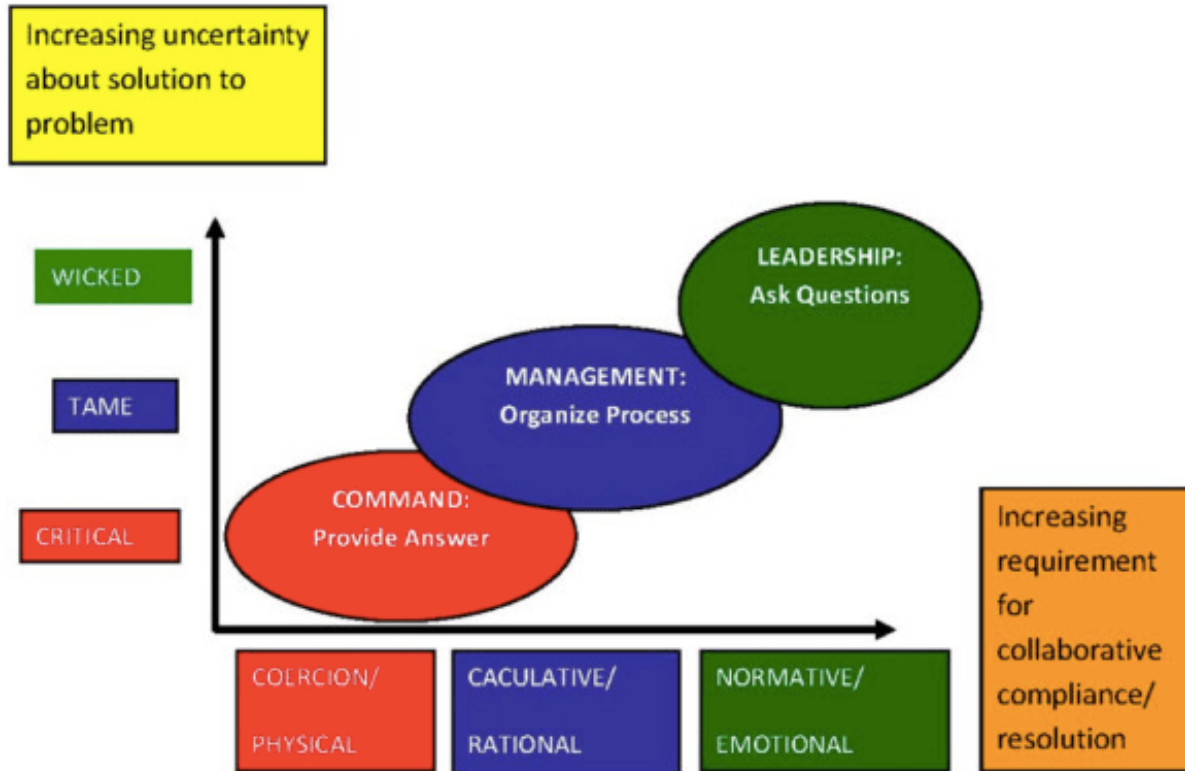 Increasing uncertainty
about solution to
problem
WICKED
TAME
CRITICAL
LEADERSHIP:
Ask Questions
MANAGEMENT:
Organize Process
COMMAND:
Provide Answer
COERCION/
PHYSICAL
CACULATIVE/
RATIONAL
NORMATIVE/
EMOTIONAL
Increasing
requirement
for
collaborative
compliance/
resolution